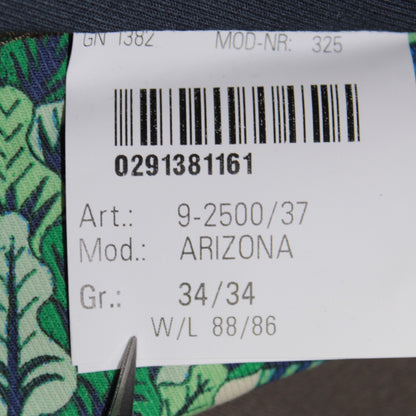 GN 1382 MOD-NR: 325
0291381161
Art.: 9-2500/37
Mod.: ARIZONA
Gr.: 34/34
W/L 88/86